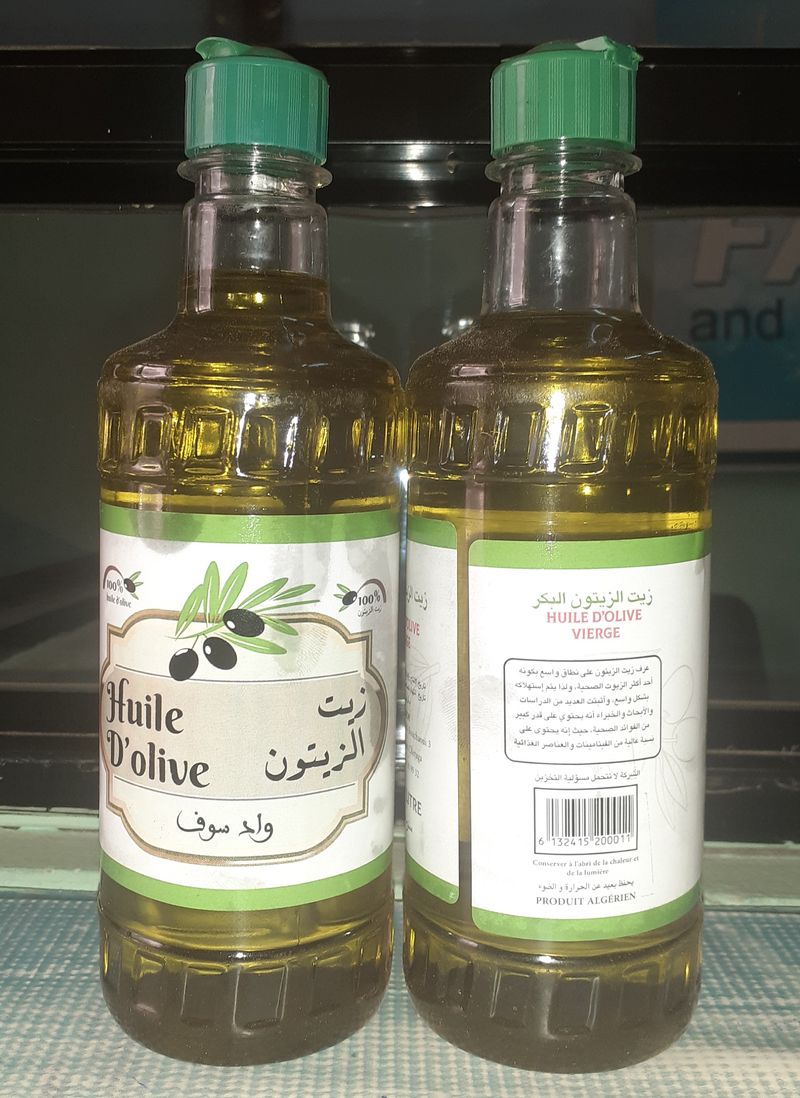 100%
huile d'olive
100%
زيت الزيتون
Huile
D'olive
زيت
الزيتون
واد سوف
زيت الزيتون البكر
HUILE D'OLIVE
VIERGE
عرف زيت الزيتون على نطاق واسع بكونه
أحد أكثر الزيوت الصحية، ولذا يتم إستهلاكه
بشكل واسع، وأثبتت العديد من الدراسات
والأبحاث والخبراء أنه يحتوي على قدر كبير
من الفوائد الصحية، حيث إنه يحتوي على
نسبة عالية من الفيتامينات والعناصر الغذائية
الشركة لا تتحمل مسؤلية التخزين
6 132415 200011
Conserver à l'abri de la chaleur et
de la lumière
يحفظ بعيد عن الحرارة و الضوء
PRODUIT ALGÉRIEN
and